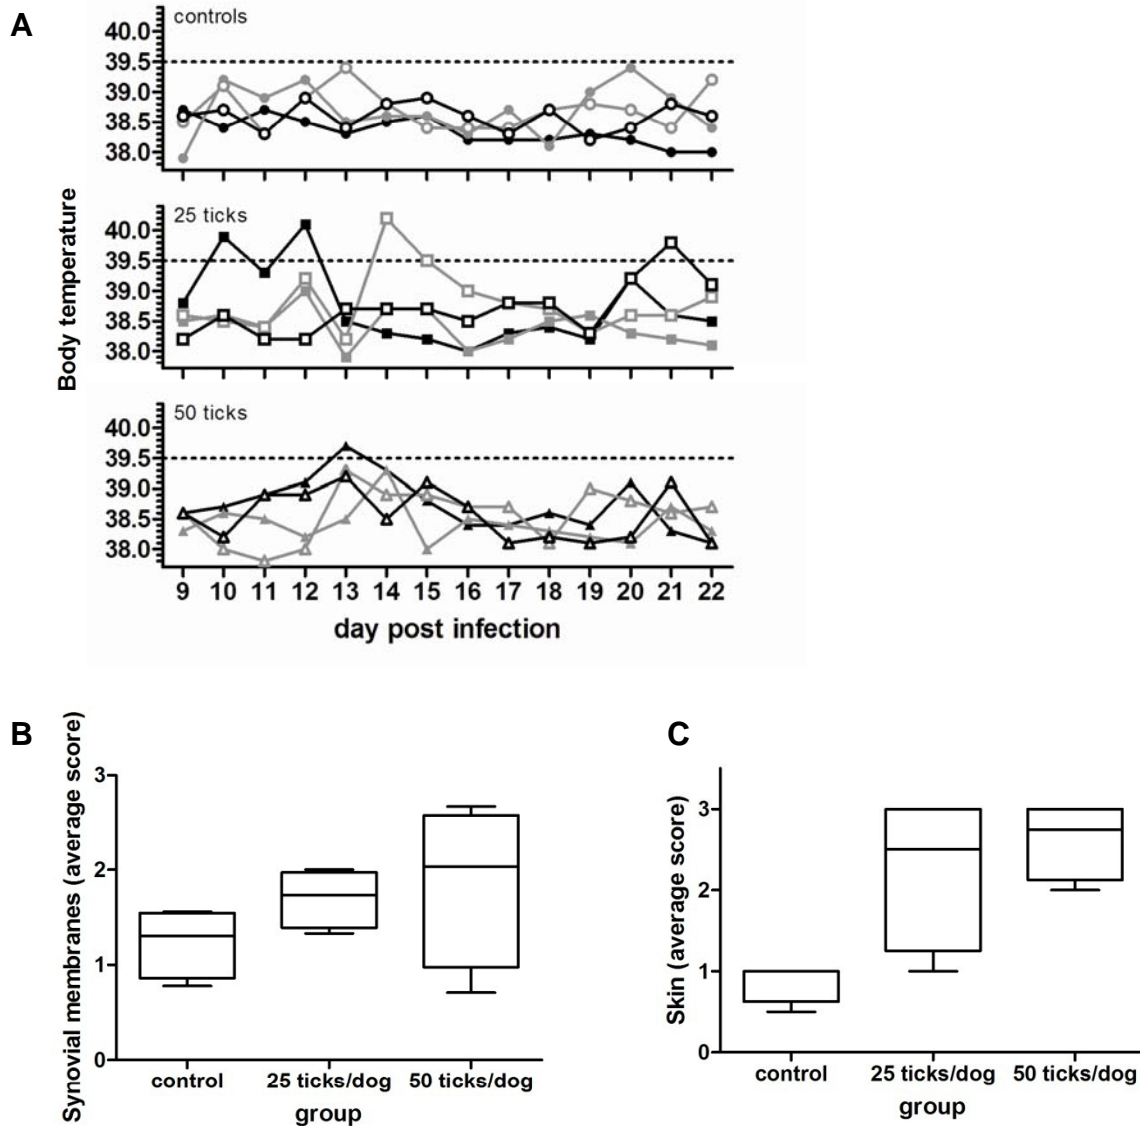 A
Body temperature
controls
40.0
39.5
39.0
38.5
38.0
25 ticks
40.0
39.5
39.0
38.5
38.0
50 ticks
40.0
39.5
39.0
38.5
38.0
9 10 11 12 13 14 15 16 17 18 19 20 21 22
day post infection
B
Synovial membranes (average score)
3
2
1
0
control 25 ticks/dog 50 ticks/dog
group
C
Skin (average score)
3
2
1
0
control 25 ticks/dog 50 ticks/dog
group